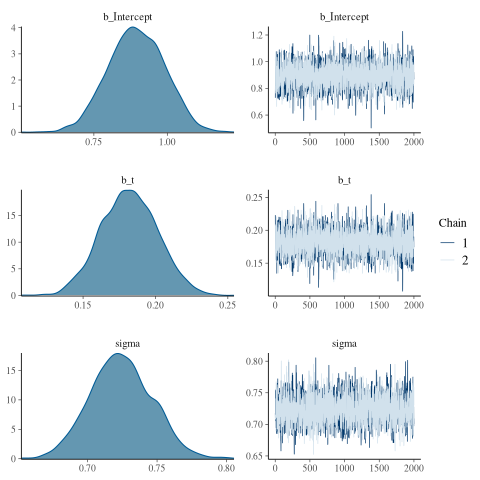 b_Intercept
b_Intercept
4
3
2
1
0
0.75 1.00
1.2
1.0
0.8
0.6
0 500 1000 1500 2000
b_t
b_t
15
10
5
0
0.15 0.20 0.25
0.25
0.20
0.15
0 500 1000 1500 2000
Chain
1
2
sigma
sigma
15
10
5
0
0.70 0.75 0.80
0.80
0.75
0.70
0.65
0 500 1000 1500 2000